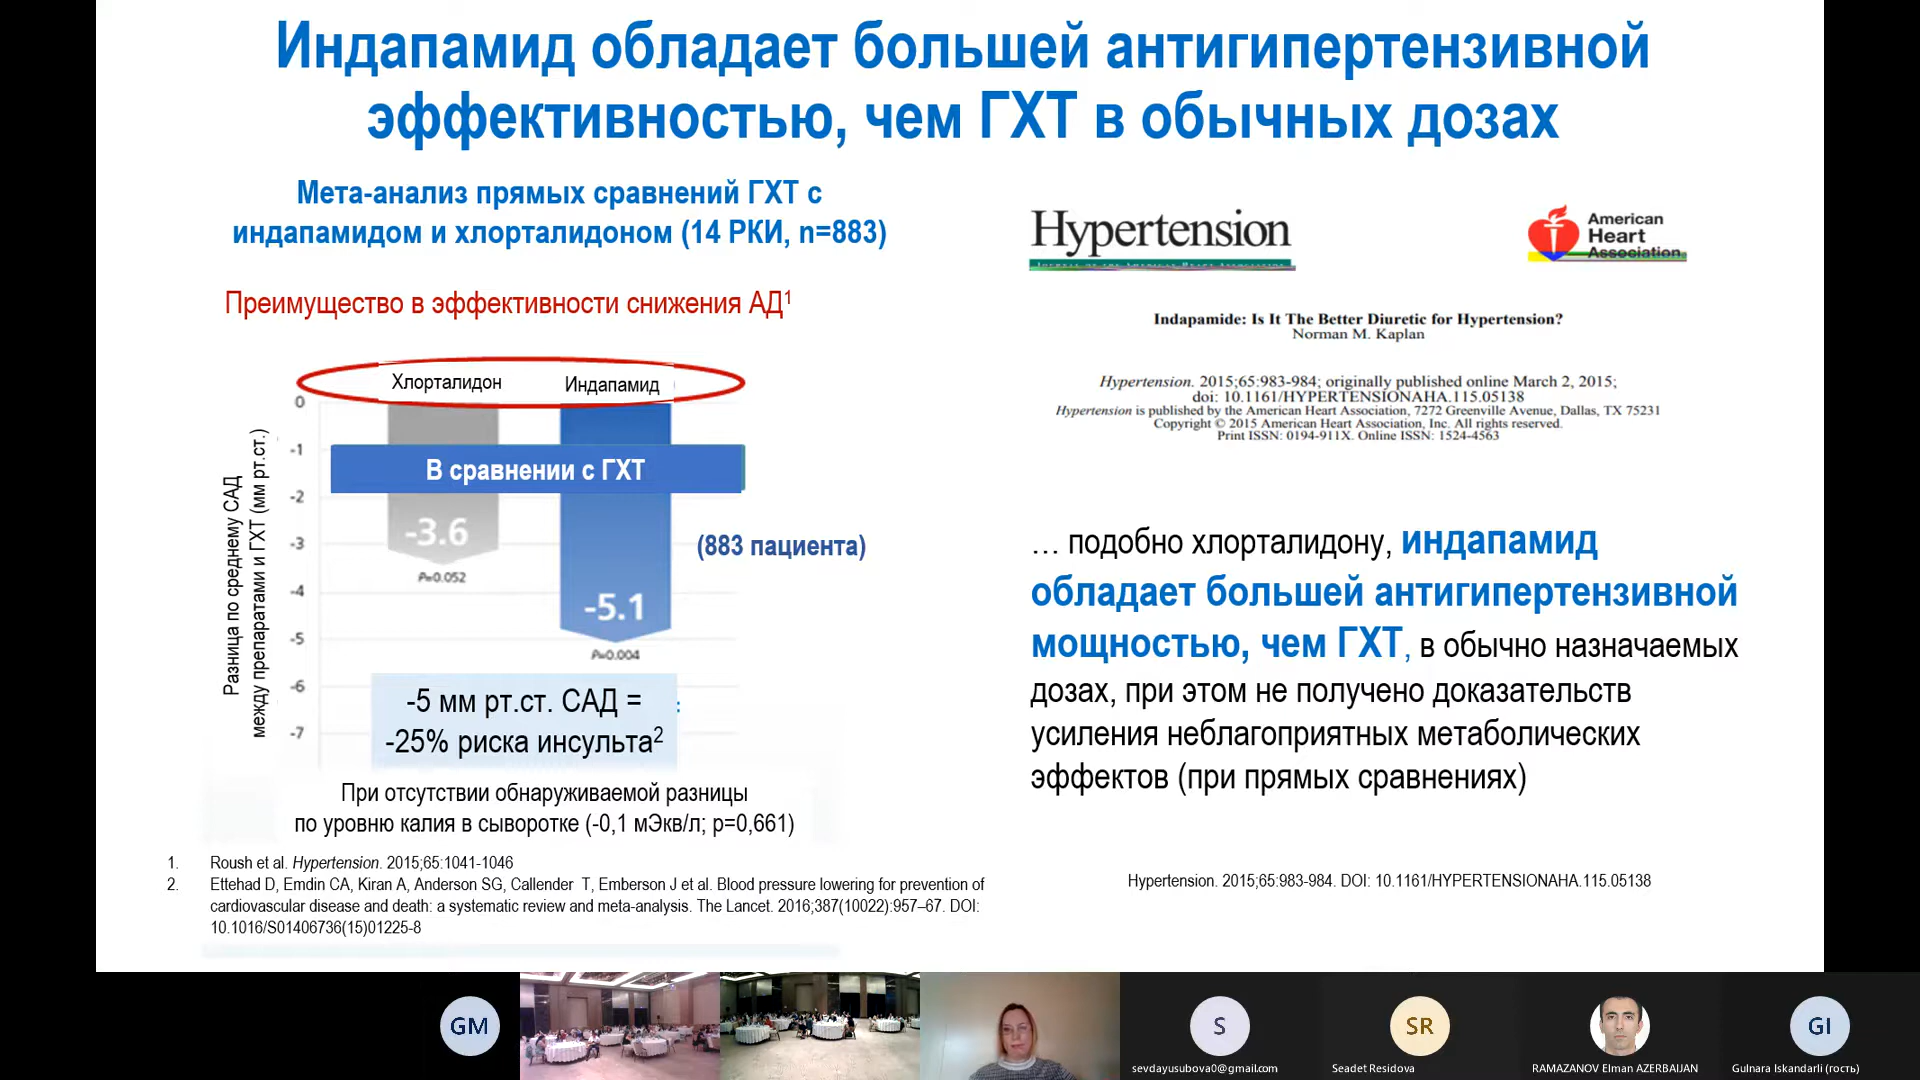 Индапамид обладает большей антигипертензивной
эффективностью, чем ГХТ в обычных дозах
Мета-анализ прямых сравнений ГХТ с
индапамидом и хлорталидоном (14 РКИ, n=883)
Преимущество в эффективности снижения АД1
Хлорталидон
Индапамид
0
-1
-2
-3
-4
-5
-6
-7
Разница по среднему САД
между препаратами и ГХТ (мм рт.ст.)
В сравнении с ГХТ
-3.6
P=0.052
-5.1
P=0.004
(883 пациента)
-5 мм рт.ст. САД =
-25% риска инсульта2
При отсутствии обнаруживаемой разницы
по уровню калия в сыворотке (-0,1 мЭкв/л; p=0,661)
1. Roush et al. Hypertension. 2015;65:1041-1046
2. Ettehad D, Emdin CA, Kiran A, Anderson SG, Callender T, Emberson J et al. Blood pressure lowering for prevention of
cardiovascular disease and death: a systematic review and meta-analysis. The Lancet. 2016;387(10022):957–67. DOI:
10.1016/S01406736(15)01225-8
Hypertension
American
Heart
Association
Indapamide: Is It The Better Diuretic for Hypertension?
Norman M. Kaplan
Hypertension. 2015;65:983-984; originally published online March 2, 2015;
doi: 10.1161/HYPERTENSIONAHA.115.05138
Hypertension is published by the American Heart Association, 7272 Greenville Avenue, Dallas, TX 75231
Copyright © 2015 American Heart Association, Inc. All rights reserved.
Print ISSN: 0194-911X. Online ISSN: 1524-4563
… подобно хлорталидону, индапамид
обладает большей антигипертензивной
мощностью, чем ГХТ, в обычно назначаемых
дозах, при этом не получено доказательств
усиления неблагоприятных метаболических
эффектов (при прямых сравнениях)
Hypertension. 2015;65:983-984. DOI: 10.1161/HYPERTENSIONAHA.115.05138
GM
S
sevdayusubova0@gmail.com
SR
Seadet Residova
RAMAZANOV Elman AZERBAIJAN
GI
Gulnara Iskandarli (гость)